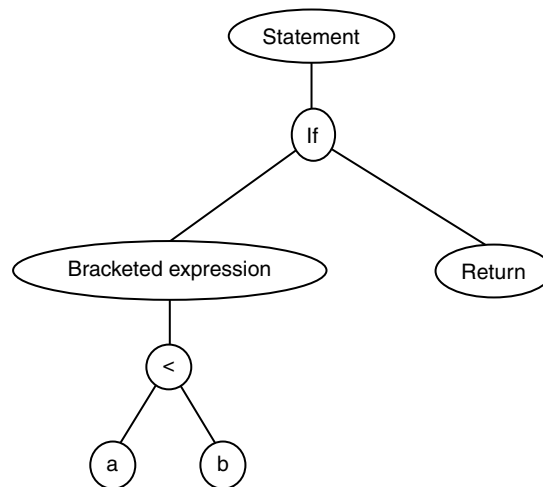 Statement
If
Bracketed expression
Return
<
a
b